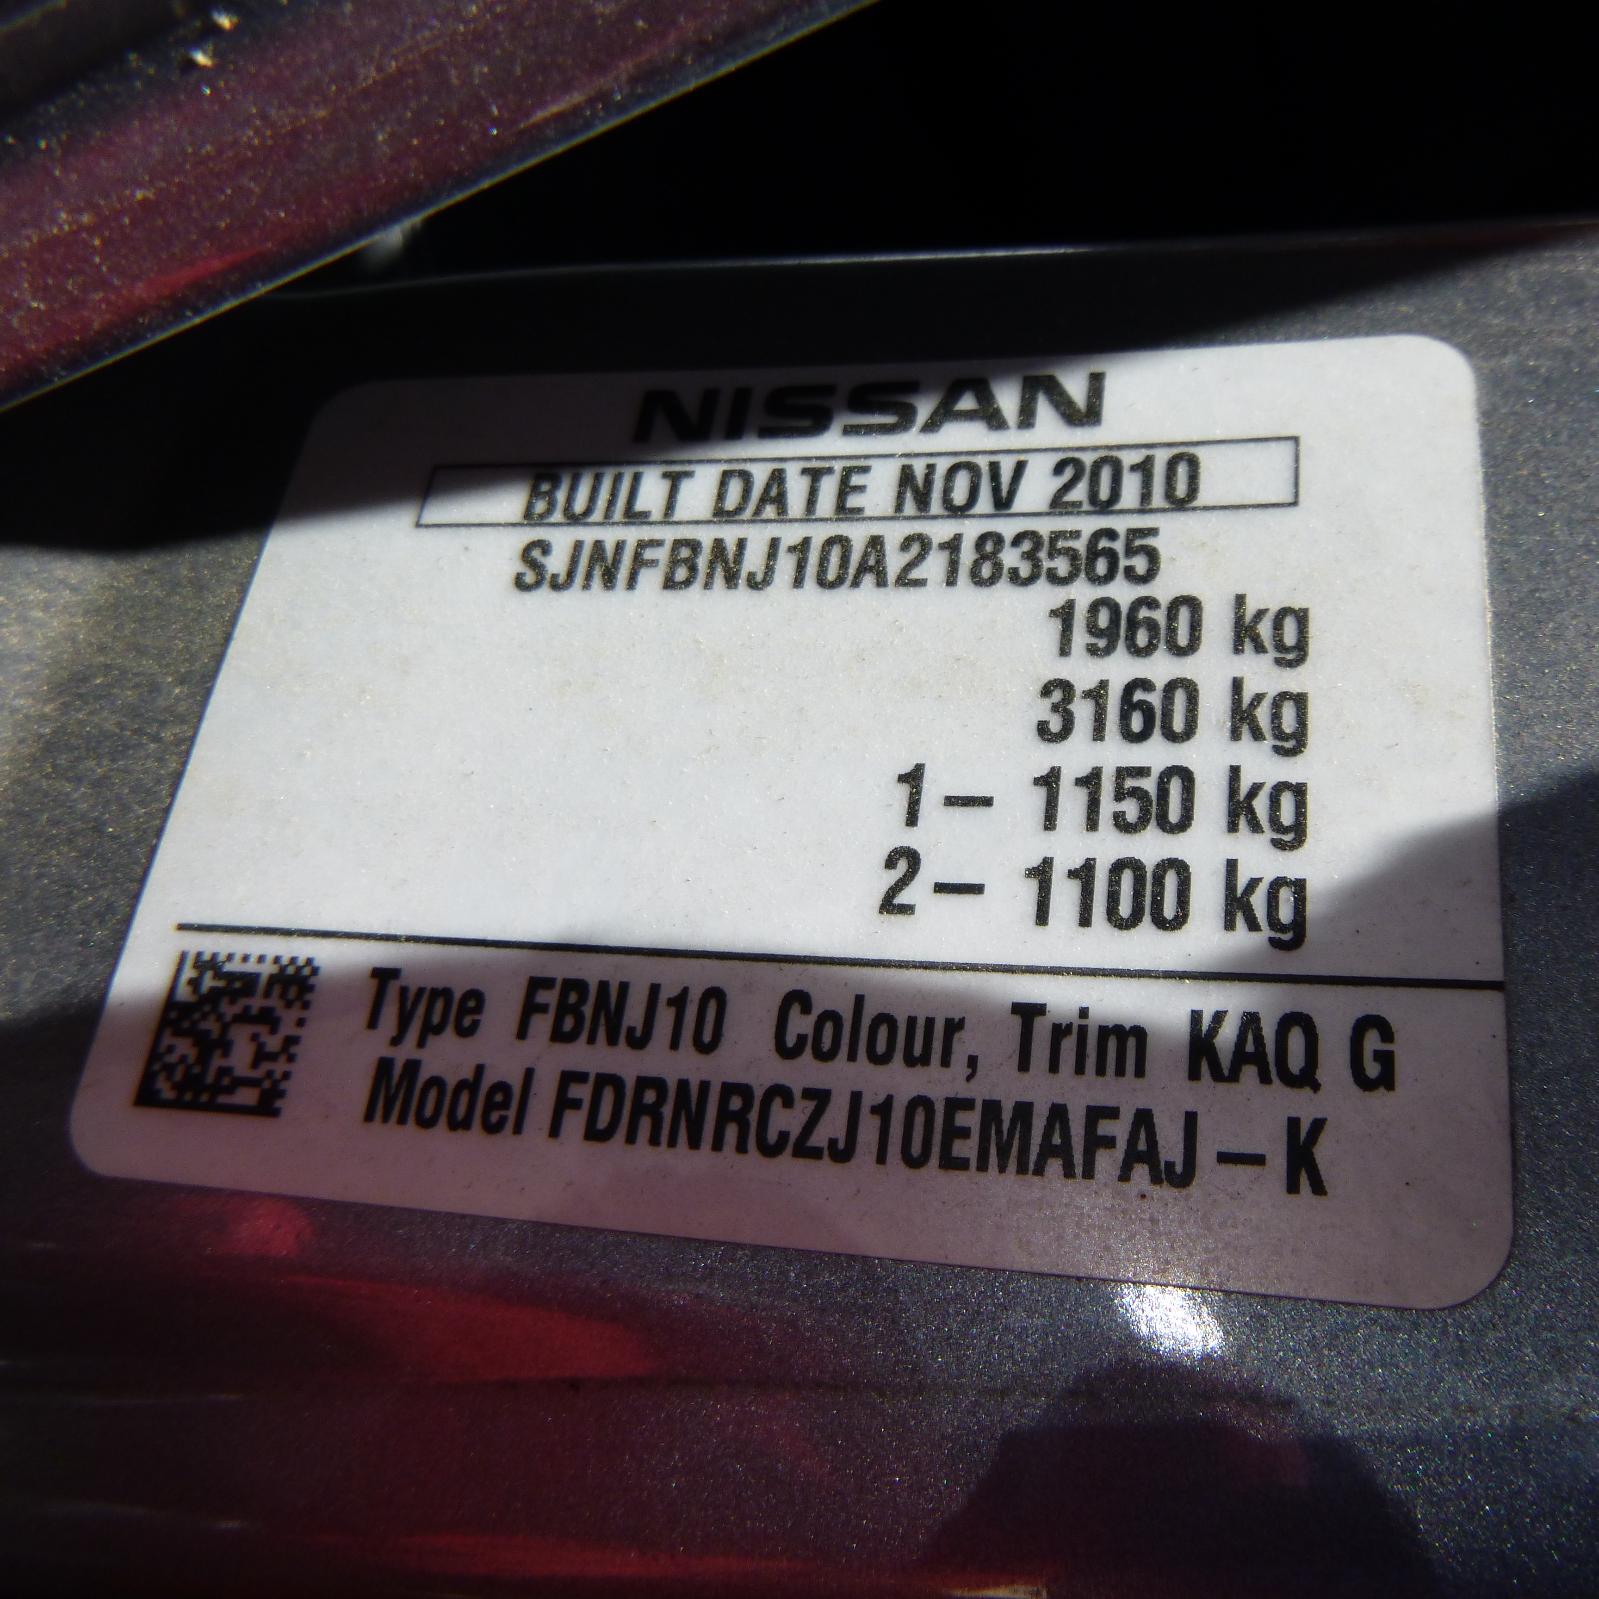 NISSAN
BUILT DATE NOV 2010
SJNFBNJ10A2183565
1960 kg
3160 kg
1– 1150 kg
2– 1100 kg
Type FBNJ10 Colour, Trim KAQ G
Model FDRNRCZJ10EMAFAJ – K